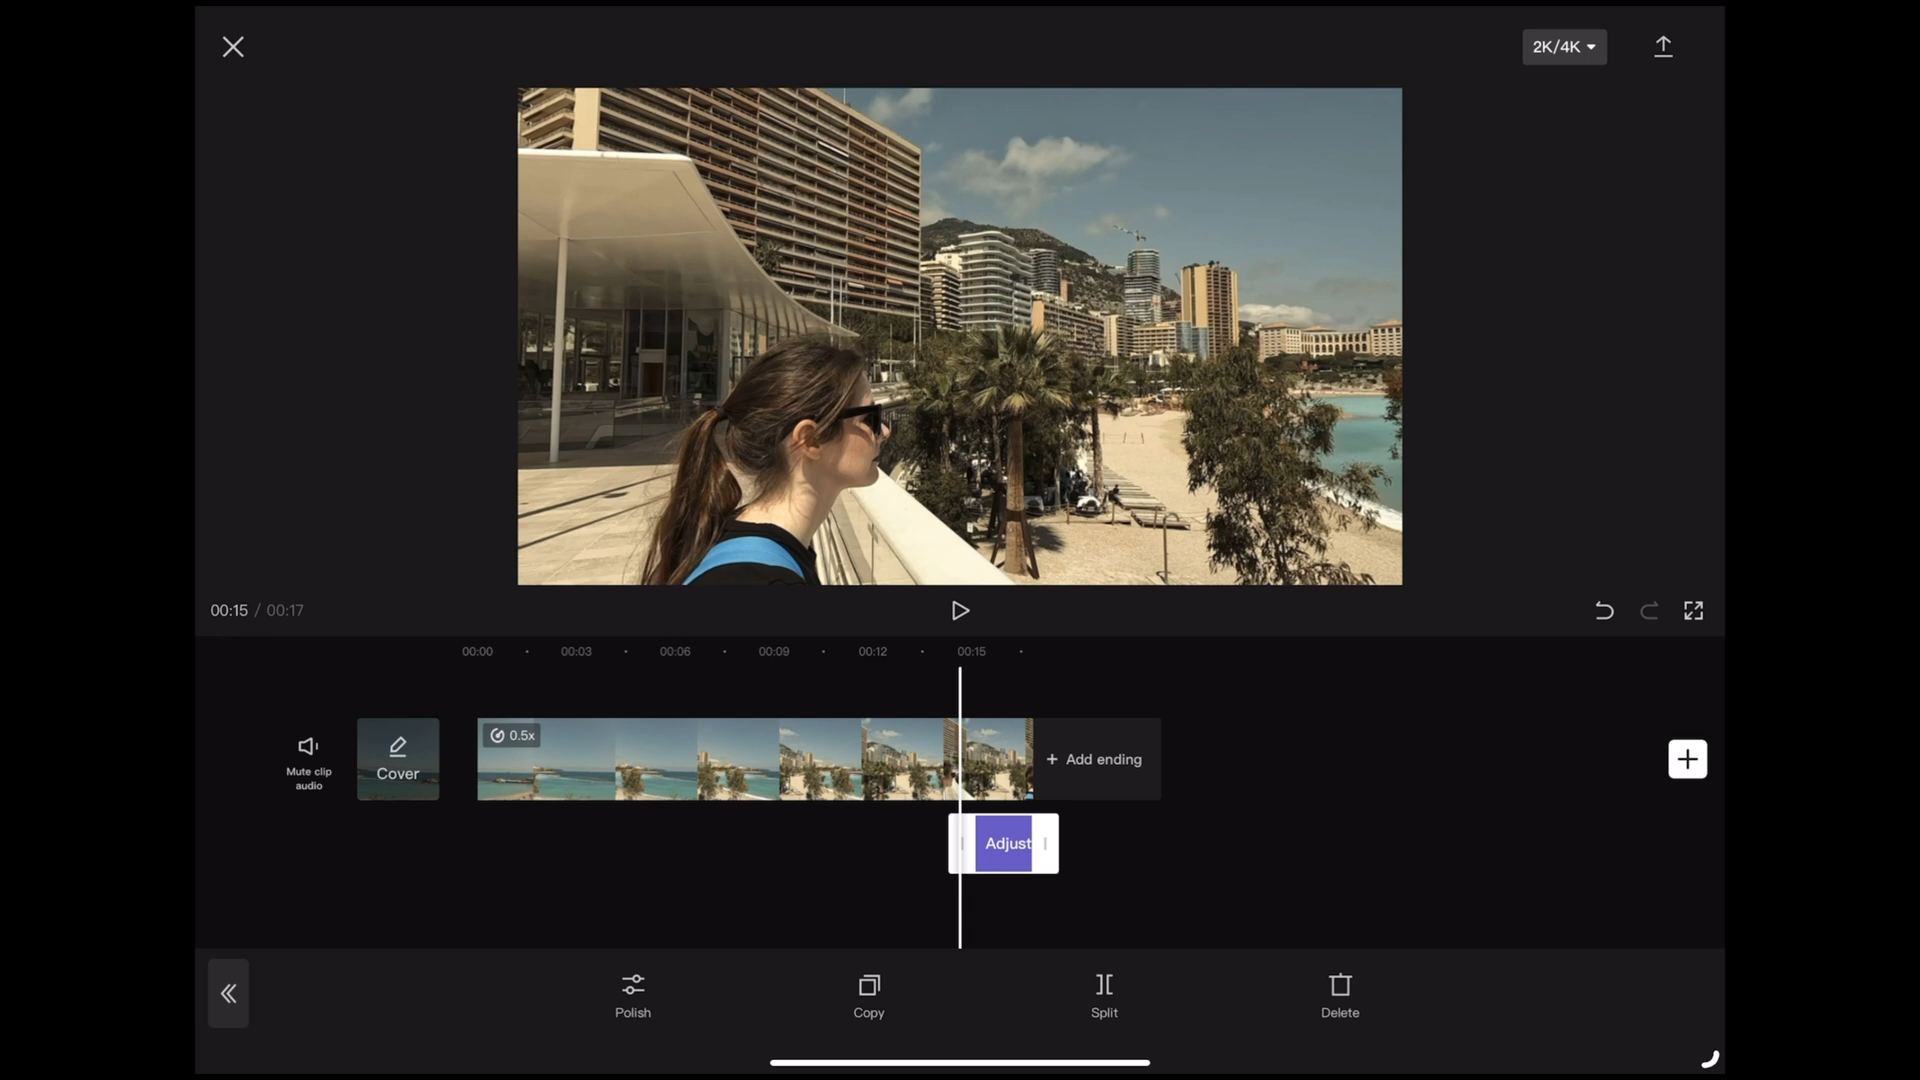 2K/4K
00:15 / 00:17
00:00
00:03
00:06
00:09
00:12
00:15
Mute clip
audio
Cover
0.5x
+ Add ending
Adjust
Polish
Copy
Split
Delete